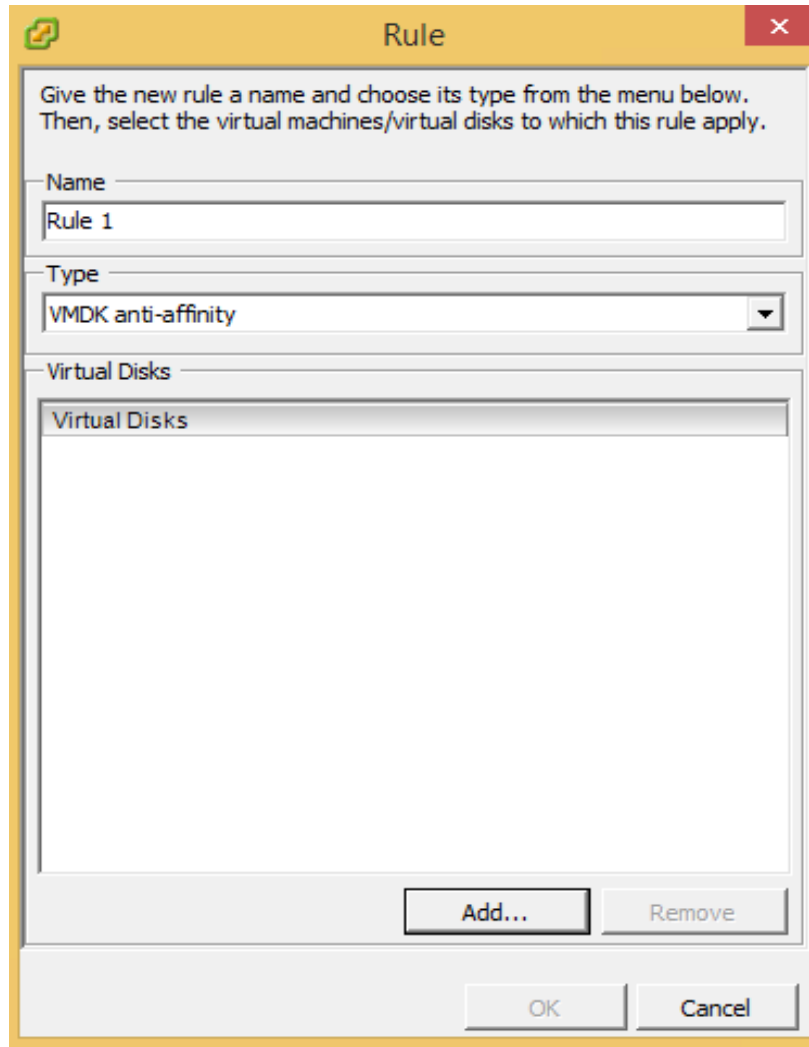 Rule
Give the new rule a name and choose its type from the menu below.
Then, select the virtual machines/virtual disks to which this rule apply.
Name
Rule 1
Type
VMDK anti-affinity
Virtual Disks
Virtual Disks
Add...
Remove
OK
Cancel